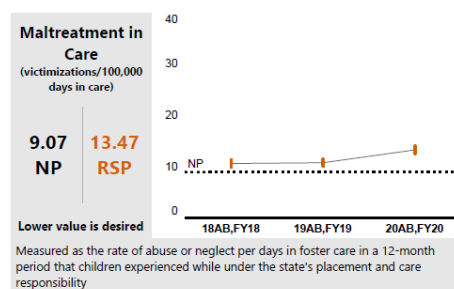 Maltreatment in
Care
(victimizations/100,000
days in care)
9.07 13.47
NP RSP
Lower value is desired
40
30
20
10
0
NP
18AB,FY18 19AB,FY19 20AB,FY20
Measured as the rate of abuse or neglect per days in foster care in a 12-month
period that children experienced while under the state's placement and care
responsibility